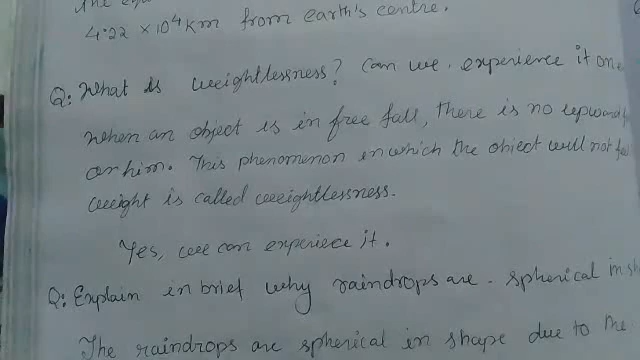 4.22 × 10⁴ km from earth's centre.
Q: What is weightlessness? Can we experience it on
When an object is in free fall, there is no upward
or him. This phenomenon in which the object will not
weight is called weightlessness.
Yes, we can experiece it.
Q: Explain in brief why raindrops are spherical in
The raindrops are spherical in shape due to the